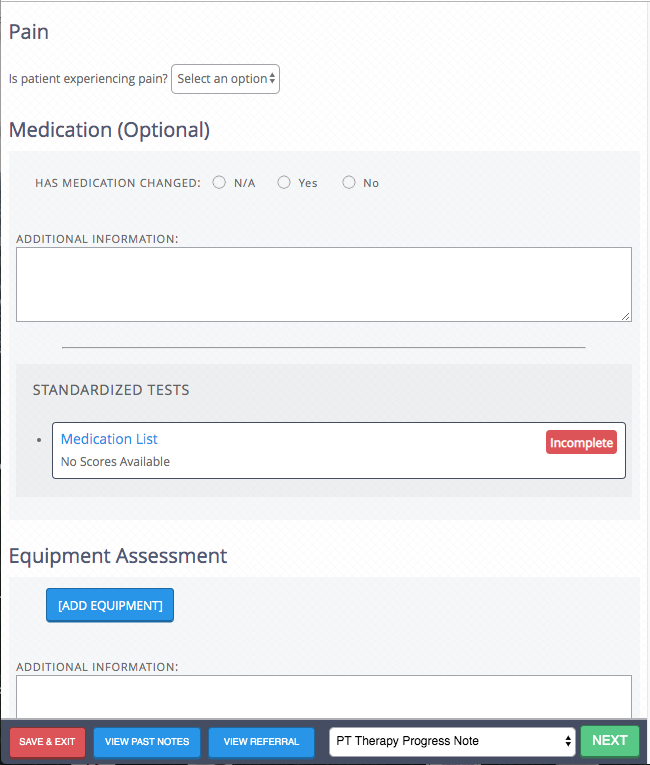 Pain
Is patient experiencing pain? Select an option
Medication (Optional)
HAS MEDICATION CHANGED: N/A Yes No
ADDITIONAL INFORMATION:
STANDARDIZED TESTS
Medication List Incomplete
No Scores Available
Equipment Assessment
[ADD EQUIPMENT]
ADDITIONAL INFORMATION:
SAVE & EXIT VIEW PAST NOTES VIEW REFERRAL PT Therapy Progress Note NEXT